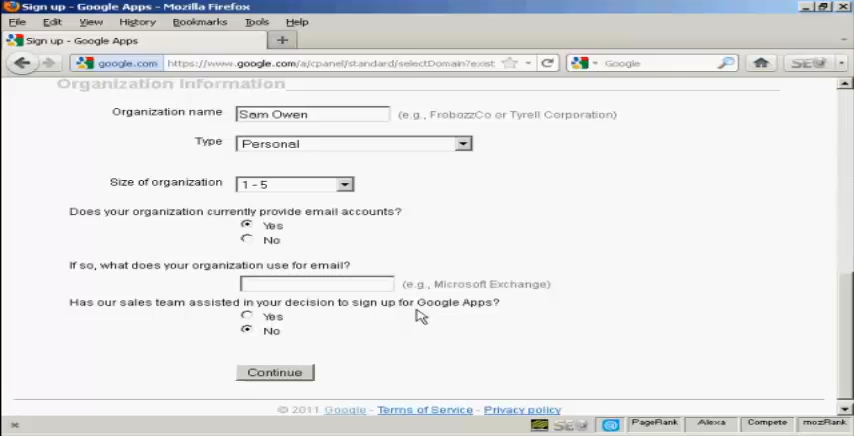 Sign up - Google Apps - Mozilla Firefox
File Edit View History Bookmarks Tools Help
Sign up - Google Apps
google.com https://www.google.com/a/cpanel/standard/selectDomain?exist Google
Organization Information
Organization name Sam Owen (e.g., FrobozzCo or Tyrell Corporation)
Type Personal
Size of organization 1 - 5
Does your organization currently provide email accounts?
Yes
No
If so, what does your organization use for email?
(e.g., Microsoft Exchange)
Has our sales team assisted in your decision to sign up for Google Apps?
Yes
No
Continue
© 2011 Google - Terms of Service - Privacy policy
PageRank Alexa Compete mozRank